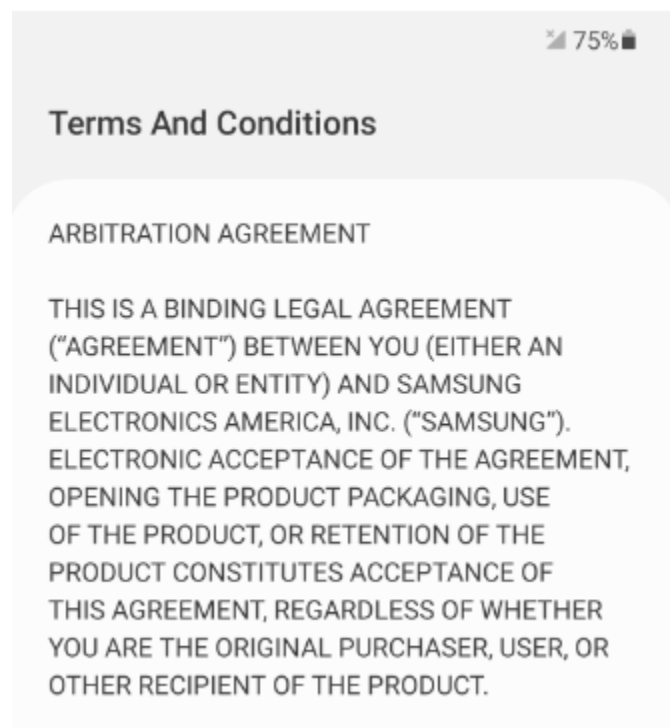 75%
Terms And Conditions
ARBITRATION AGREEMENT
THIS IS A BINDING LEGAL AGREEMENT
(“AGREEMENT”) BETWEEN YOU (EITHER AN
INDIVIDUAL OR ENTITY) AND SAMSUNG
ELECTRONICS AMERICA, INC. (“SAMSUNG”).
ELECTRONIC ACCEPTANCE OF THE AGREEMENT,
OPENING THE PRODUCT PACKAGING, USE
OF THE PRODUCT, OR RETENTION OF THE
PRODUCT CONSTITUTES ACCEPTANCE OF
THIS AGREEMENT, REGARDLESS OF WHETHER
YOU ARE THE ORIGINAL PURCHASER, USER, OR
OTHER RECIPIENT OF THE PRODUCT.